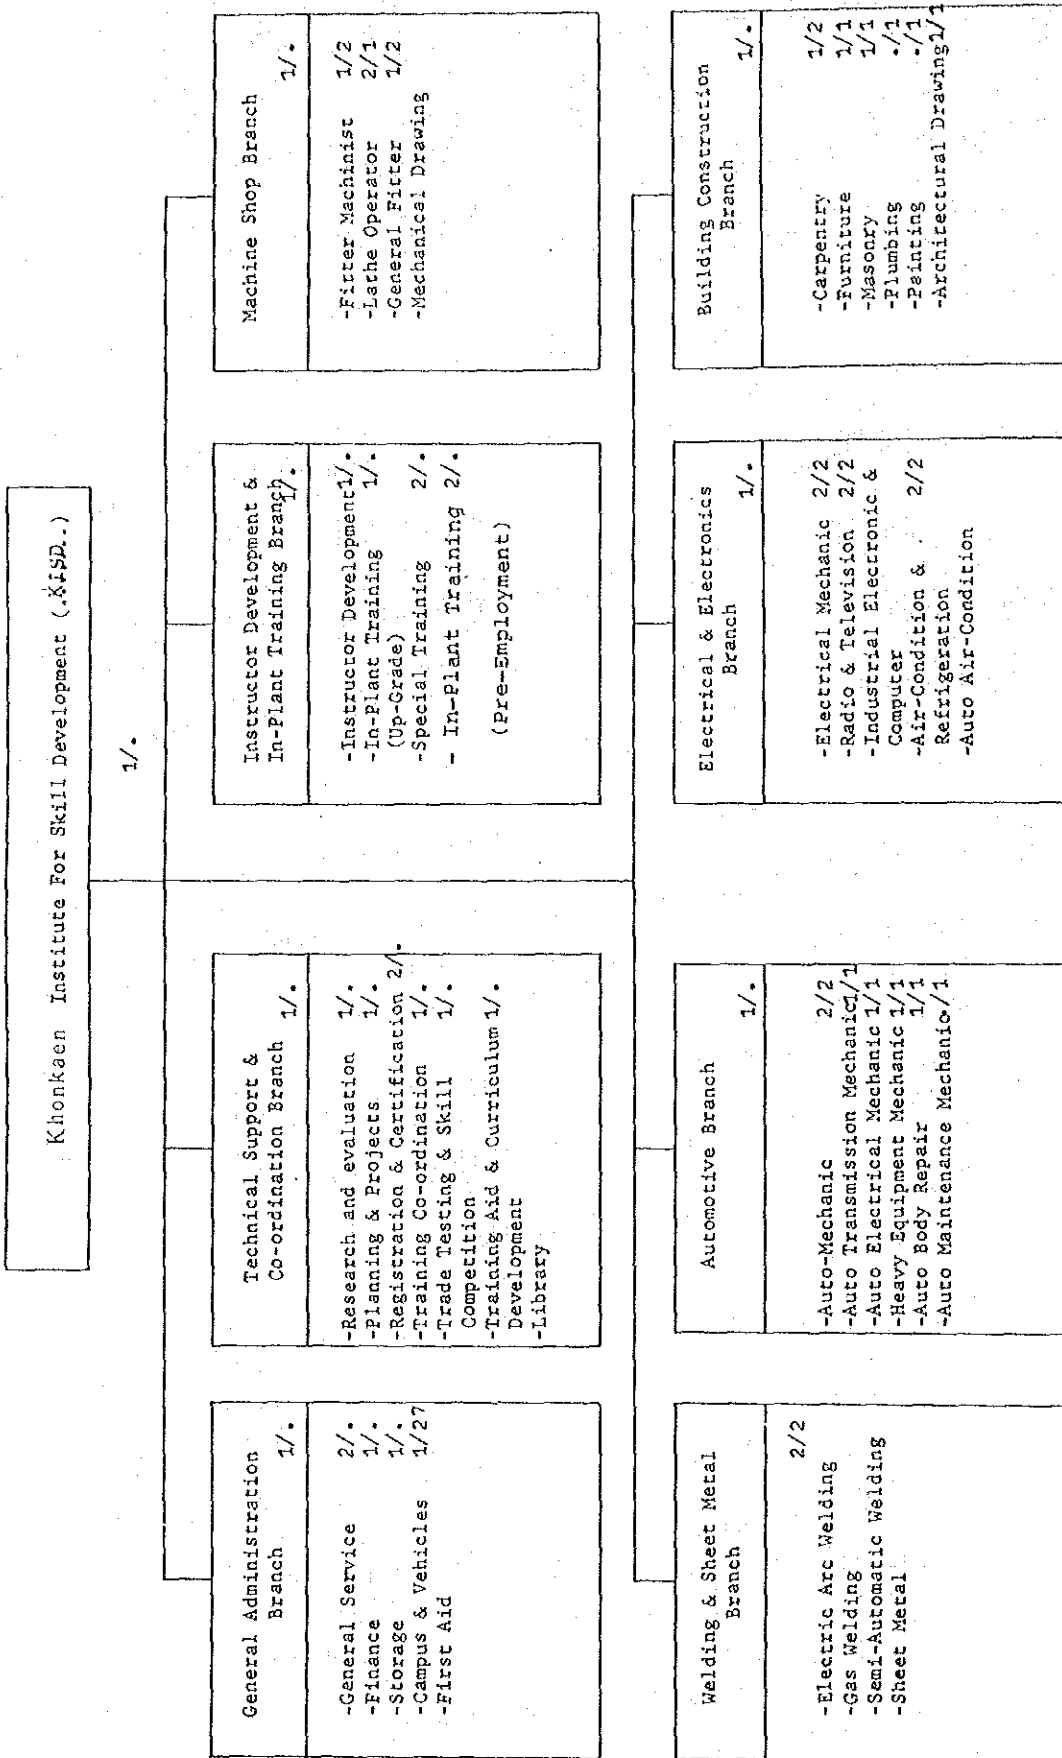 Khonkaen Institute For Skill Development (.KISD..)
1/.
General Administration
Branch 1/.
-General Service 2/.
-Finance 1/.
-Storage 1/.
-Campus & Vehicles 1/27
-First Aid
Technical Support &
Co-ordination Branch 1/.
-Research and evaluation 1/.
-Planning & Projects 1/.
-Registration & Certification 2/.
-Training Co-ordination 1/.
-Trade Testing & Skill 1/.
Competition
-Training Aid & Curriculum 1/.
Development
-Library
Instructor Development &
In-Plant Training Branch
1/.
-Instructor Development 1/.
-In-Plant Training 1/.
(Up-Grade)
-Special Training 2/.
- In-Plant Training 2/.
(Pre-Employment)
Machine Shop Branch
1/.
-Fitter Machinist 1/2
-Lathe Operator 2/1
-General Fitter 1/2
-Mechanical Drawing
Welding & Sheet Metal
Branch
2/2
-Electric Arc Welding
-Gas Welding
-Semi-Automatic Welding
-Sheet Metal
Automotive Branch
1/.
-Auto-Mechanic 2/2
-Auto Transmission Mechanic 1/1
-Auto Electrical Mechanic 1/1
-Heavy Equipment Mechanic 1/1
-Auto Body Repair 1/1
-Auto Maintenance Mechanic ./1
Electrical & Electronics
Branch 1/.
-Electrical Mechanic 2/2
-Radio & Television 2/2
-Industrial Electronic &
Computer
-Air-Condition & 2/2
Refrigeration
-Auto Air-Condition
Building Construction
Branch 1/.
-Carpentry 1/2
-Furniture 1/1
-Masonry 1/1
-Plumbing ./1
-Painting ./1
-Architectural Drawing 1/1